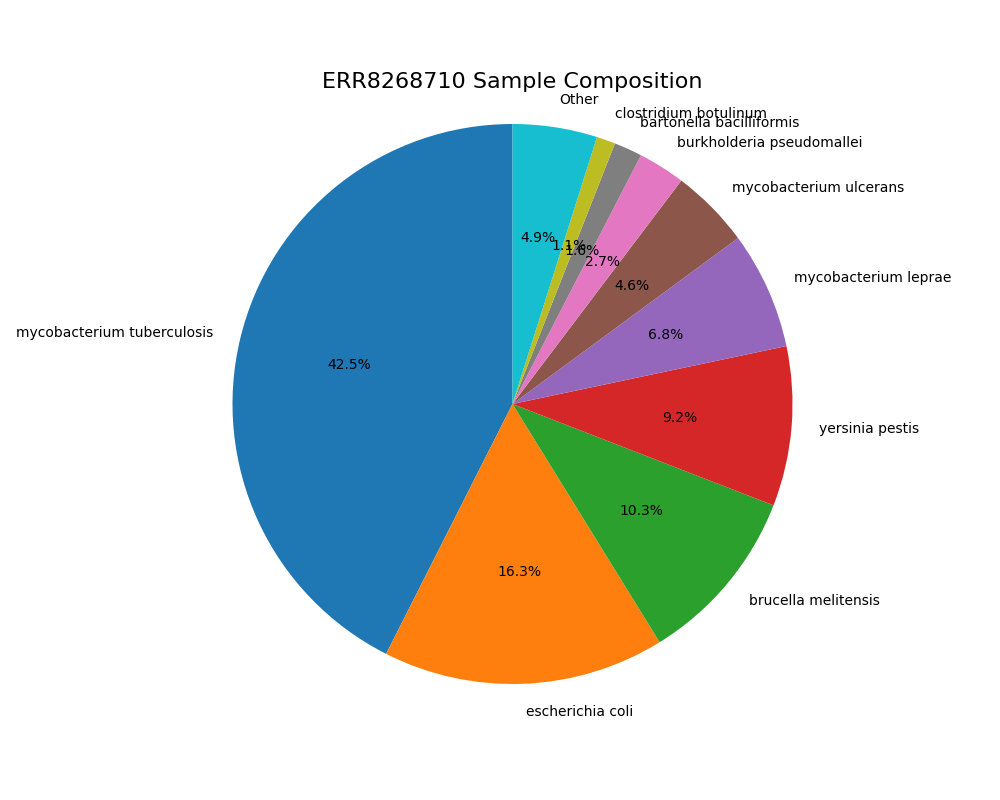 ERR8268710 Sample Composition
Other
clostridium botulinum
bartonella bacilliformis
burkholderia pseudomallei
mycobacterium ulcerans
mycobacterium leprae
mycobacterium tuberculosis
yersinia pestis
brucella melitensis
escherichia coli
4.9%
1.1%
1.6%
2.7%
4.6%
6.8%
42.5%
9.2%
10.3%
16.3%